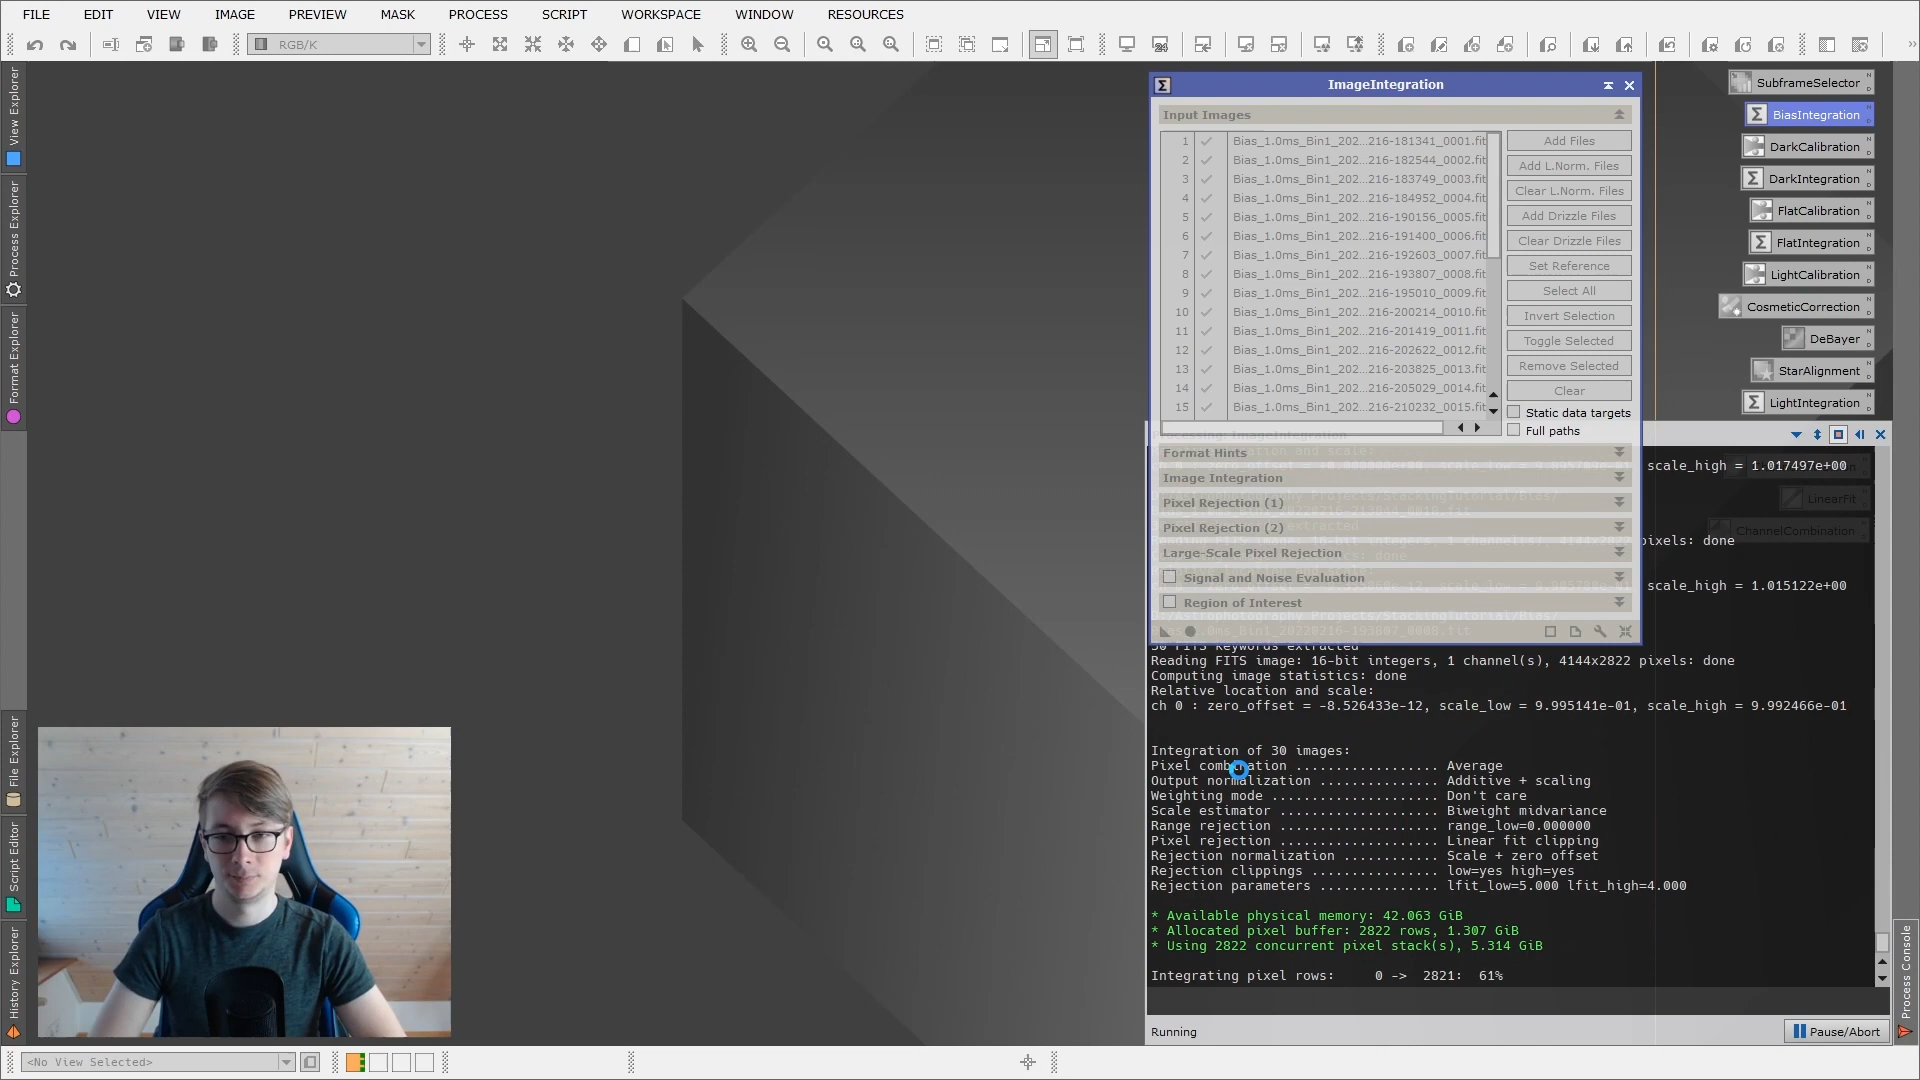 FILE EDIT VIEW IMAGE PREVIEW MASK PROCESS SCRIPT WORKSPACE WINDOW RESOURCES
RGB/K
24
View Explorer
Process Explorer
Format Explorer
File Explorer
Script Editor
History Explorer
ImageIntegration
Input Images
1 Bias_1.0ms_Bin1_202...216-181341_0001.fit
2 Bias_1.0ms_Bin1_202...216-182544_0002.fit
3 Bias_1.0ms_Bin1_202...216-183749_0003.fit
4 Bias_1.0ms_Bin1_202...216-184952_0004.fit
5 Bias_1.0ms_Bin1_202...216-190156_0005.fit
6 Bias_1.0ms_Bin1_202...216-191400_0006.fit
7 Bias_1.0ms_Bin1_202...216-192603_0007.fit
8 Bias_1.0ms_Bin1_202...216-193807_0008.fit
9 Bias_1.0ms_Bin1_202...216-195010_0009.fit
10 Bias_1.0ms_Bin1_202...216-200214_0010.fit
11 Bias_1.0ms_Bin1_202...216-201419_0011.fit
12 Bias_1.0ms_Bin1_202...216-202622_0012.fit
13 Bias_1.0ms_Bin1_202...216-203825_0013.fit
14 Bias_1.0ms_Bin1_202...216-205029_0014.fit
15 Bias_1.0ms_Bin1_202...216-210232_0015.fit
Add Files
Add L.Norm. Files
Clear L.Norm. Files
Add Drizzle Files
Clear Drizzle Files
Set Reference
Select All
Invert Selection
Toggle Selected
Remove Selected
Clear
Static data targets
Full paths
Format Hints
Image Integration
Pixel Rejection (1)
Pixel Rejection (2)
Large-Scale Pixel Rejection
Signal and Noise Evaluation
Region of Interest
SubframeSelector
BiasIntegration
DarkCalibration
DarkIntegration
FlatCalibration
FlatIntegration
LightCalibration
CosmeticCorrection
DeBayer
StarAlignment
LightIntegration
LinearFit
ChannelCombination
scale_high = 1.017497e+00
pixels: done
scale_high = 1.015122e+00
30 FITS keywords extracted
Reading FITS image: 16-bit integers, 1 channel(s), 4144x2822 pixels: done
Computing image statistics: done
Relative location and scale:
ch 0 : zero_offset = -8.526433e-12, scale_low = 9.995141e-01, scale_high = 9.992466e-01
Integration of 30 images:
Pixel combination .................. Average
Output normalization ............... Additive + scaling
Weighting mode ..................... Don't care
Scale estimator .................... Biweight midvariance
Range rejection .................... range_low=0.000000
Pixel rejection .................... Linear fit clipping
Rejection normalization ............ Scale + zero offset
Rejection clippings ................ low=yes high=yes
Rejection parameters ............... lfit_low=5.000 lfit_high=4.000
* Available physical memory: 42.063 GiB
* Allocated pixel buffer: 2822 rows, 1.307 GiB
* Using 2822 concurrent pixel stack(s), 5.314 GiB
Integrating pixel rows: 0 -> 2821: 61%
Running
Pause/Abort
Process Console
<No View Selected>